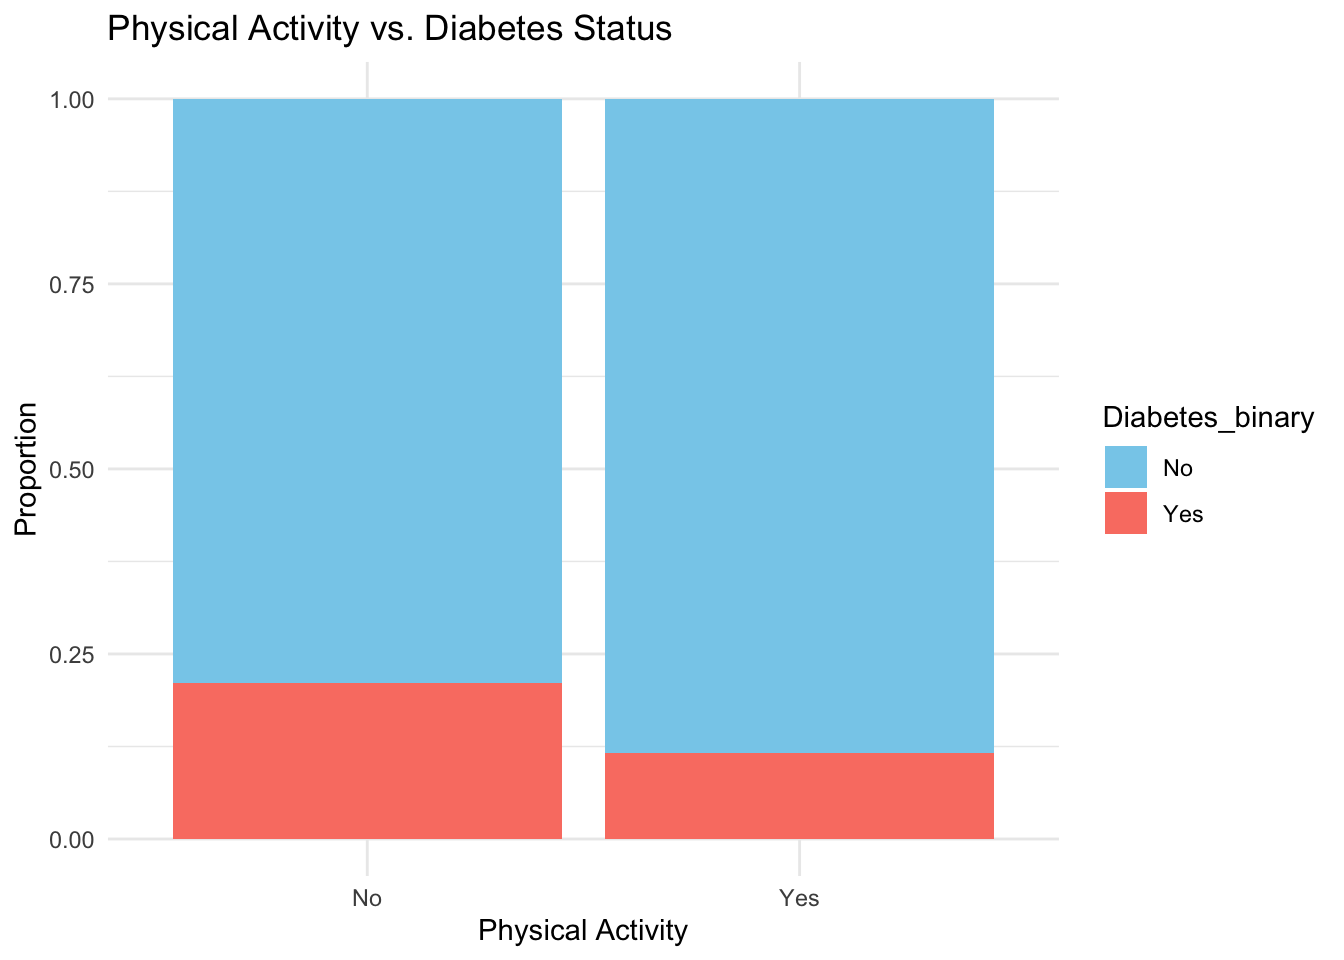 Physical Activity vs. Diabetes Status
1.00
0.75
0.50
0.25
0.00
Proportion
No
Yes
Physical Activity
Diabetes_binary
No
Yes